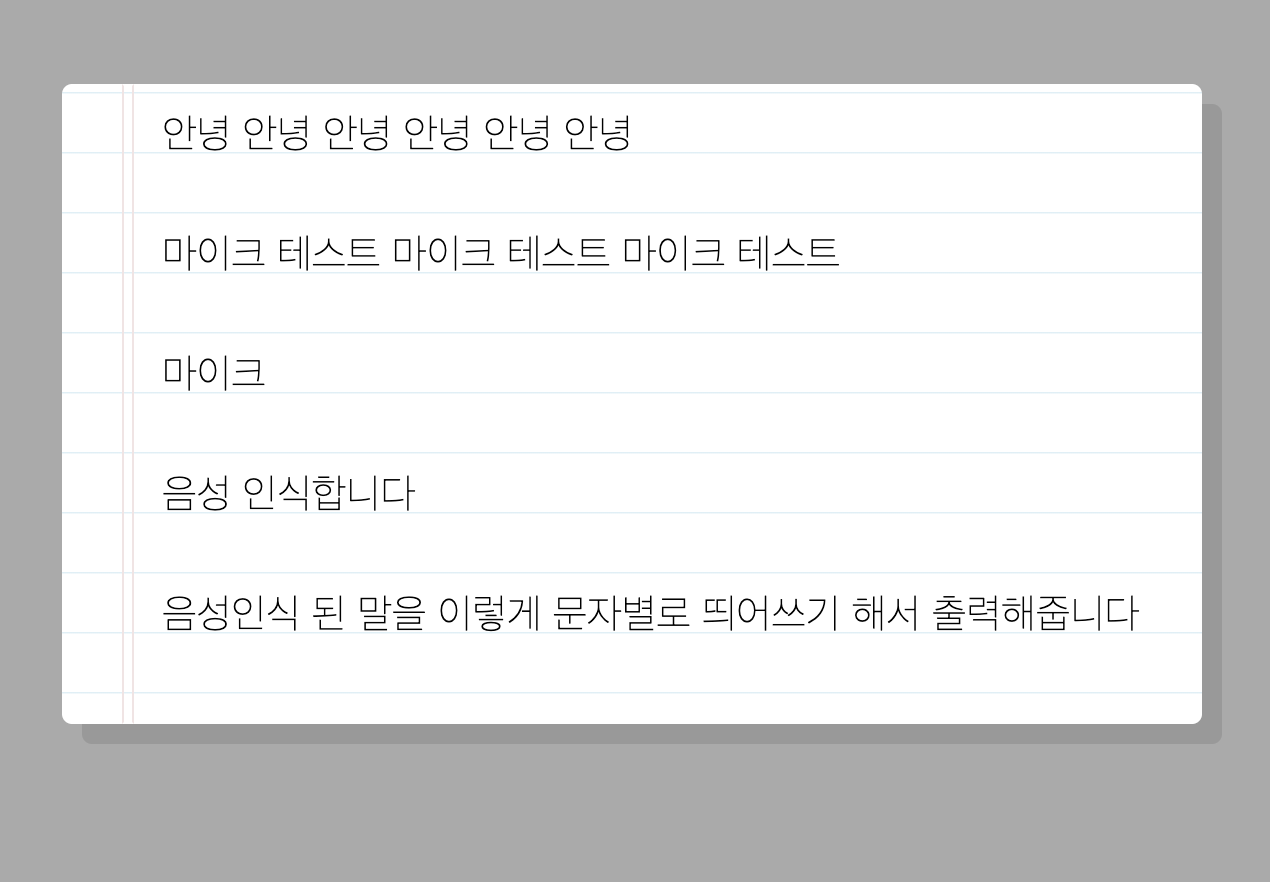 안녕 안녕 안녕 안녕 안녕 안녕
마이크 테스트 마이크 테스트 마이크 테스트
마이크
음성 인식합니다
음성인식 된 말을 이렇게 문자별로 띄어쓰기 해서 출력해줍니다